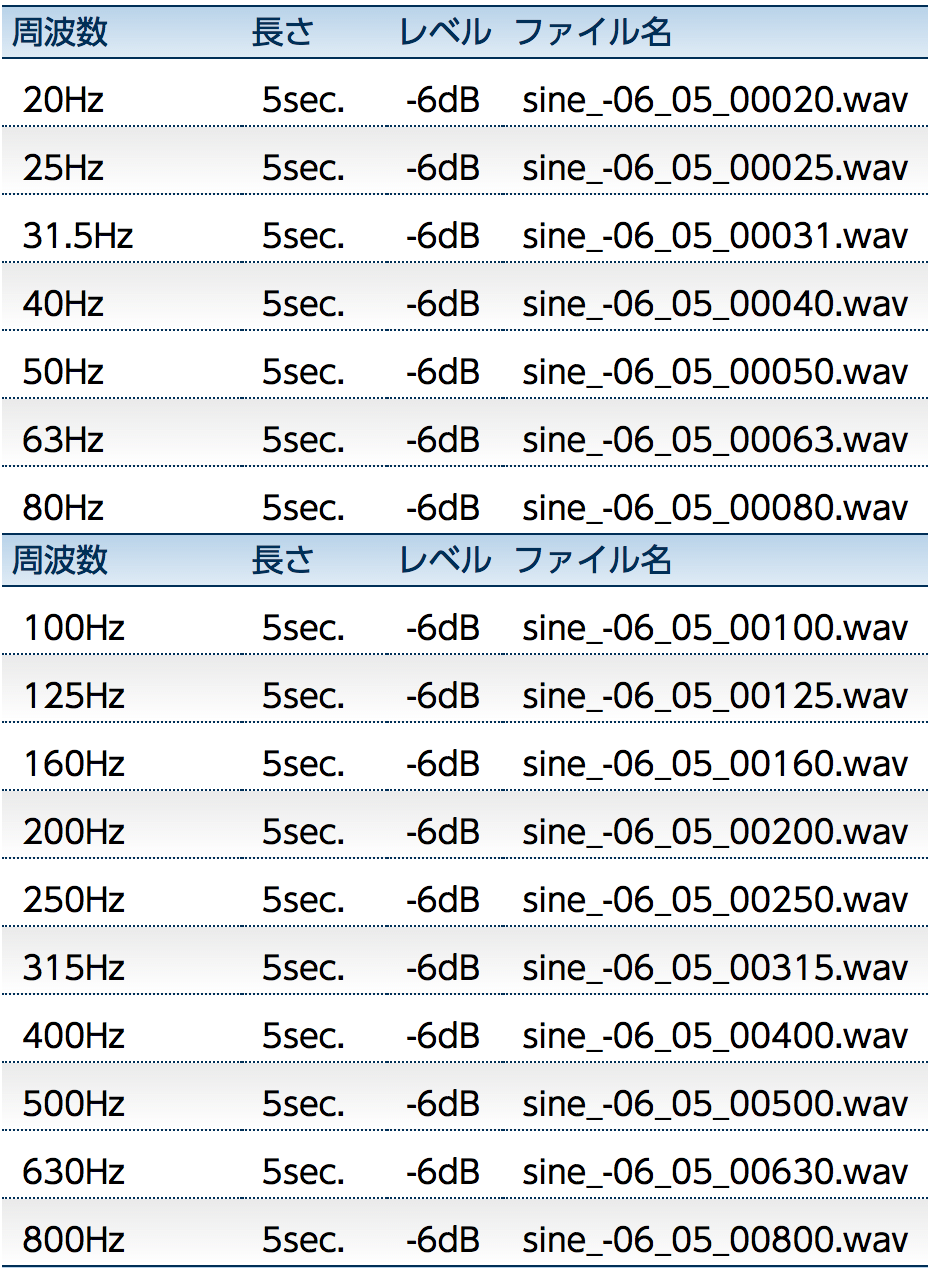 周波数 長さ レベル ファイル名
20Hz 5sec. -6dB sine_-06_05_00020.wav
25Hz 5sec. -6dB sine_-06_05_00025.wav
31.5Hz 5sec. -6dB sine_-06_05_00031.wav
40Hz 5sec. -6dB sine_-06_05_00040.wav
50Hz 5sec. -6dB sine_-06_05_00050.wav
63Hz 5sec. -6dB sine_-06_05_00063.wav
80Hz 5sec. -6dB sine_-06_05_00080.wav
周波数 長さ レベル ファイル名
100Hz 5sec. -6dB sine_-06_05_00100.wav
125Hz 5sec. -6dB sine_-06_05_00125.wav
160Hz 5sec. -6dB sine_-06_05_00160.wav
200Hz 5sec. -6dB sine_-06_05_00200.wav
250Hz 5sec. -6dB sine_-06_05_00250.wav
315Hz 5sec. -6dB sine_-06_05_00315.wav
400Hz 5sec. -6dB sine_-06_05_00400.wav
500Hz 5sec. -6dB sine_-06_05_00500.wav
630Hz 5sec. -6dB sine_-06_05_00630.wav
800Hz 5sec. -6dB sine_-06_05_00800.wav